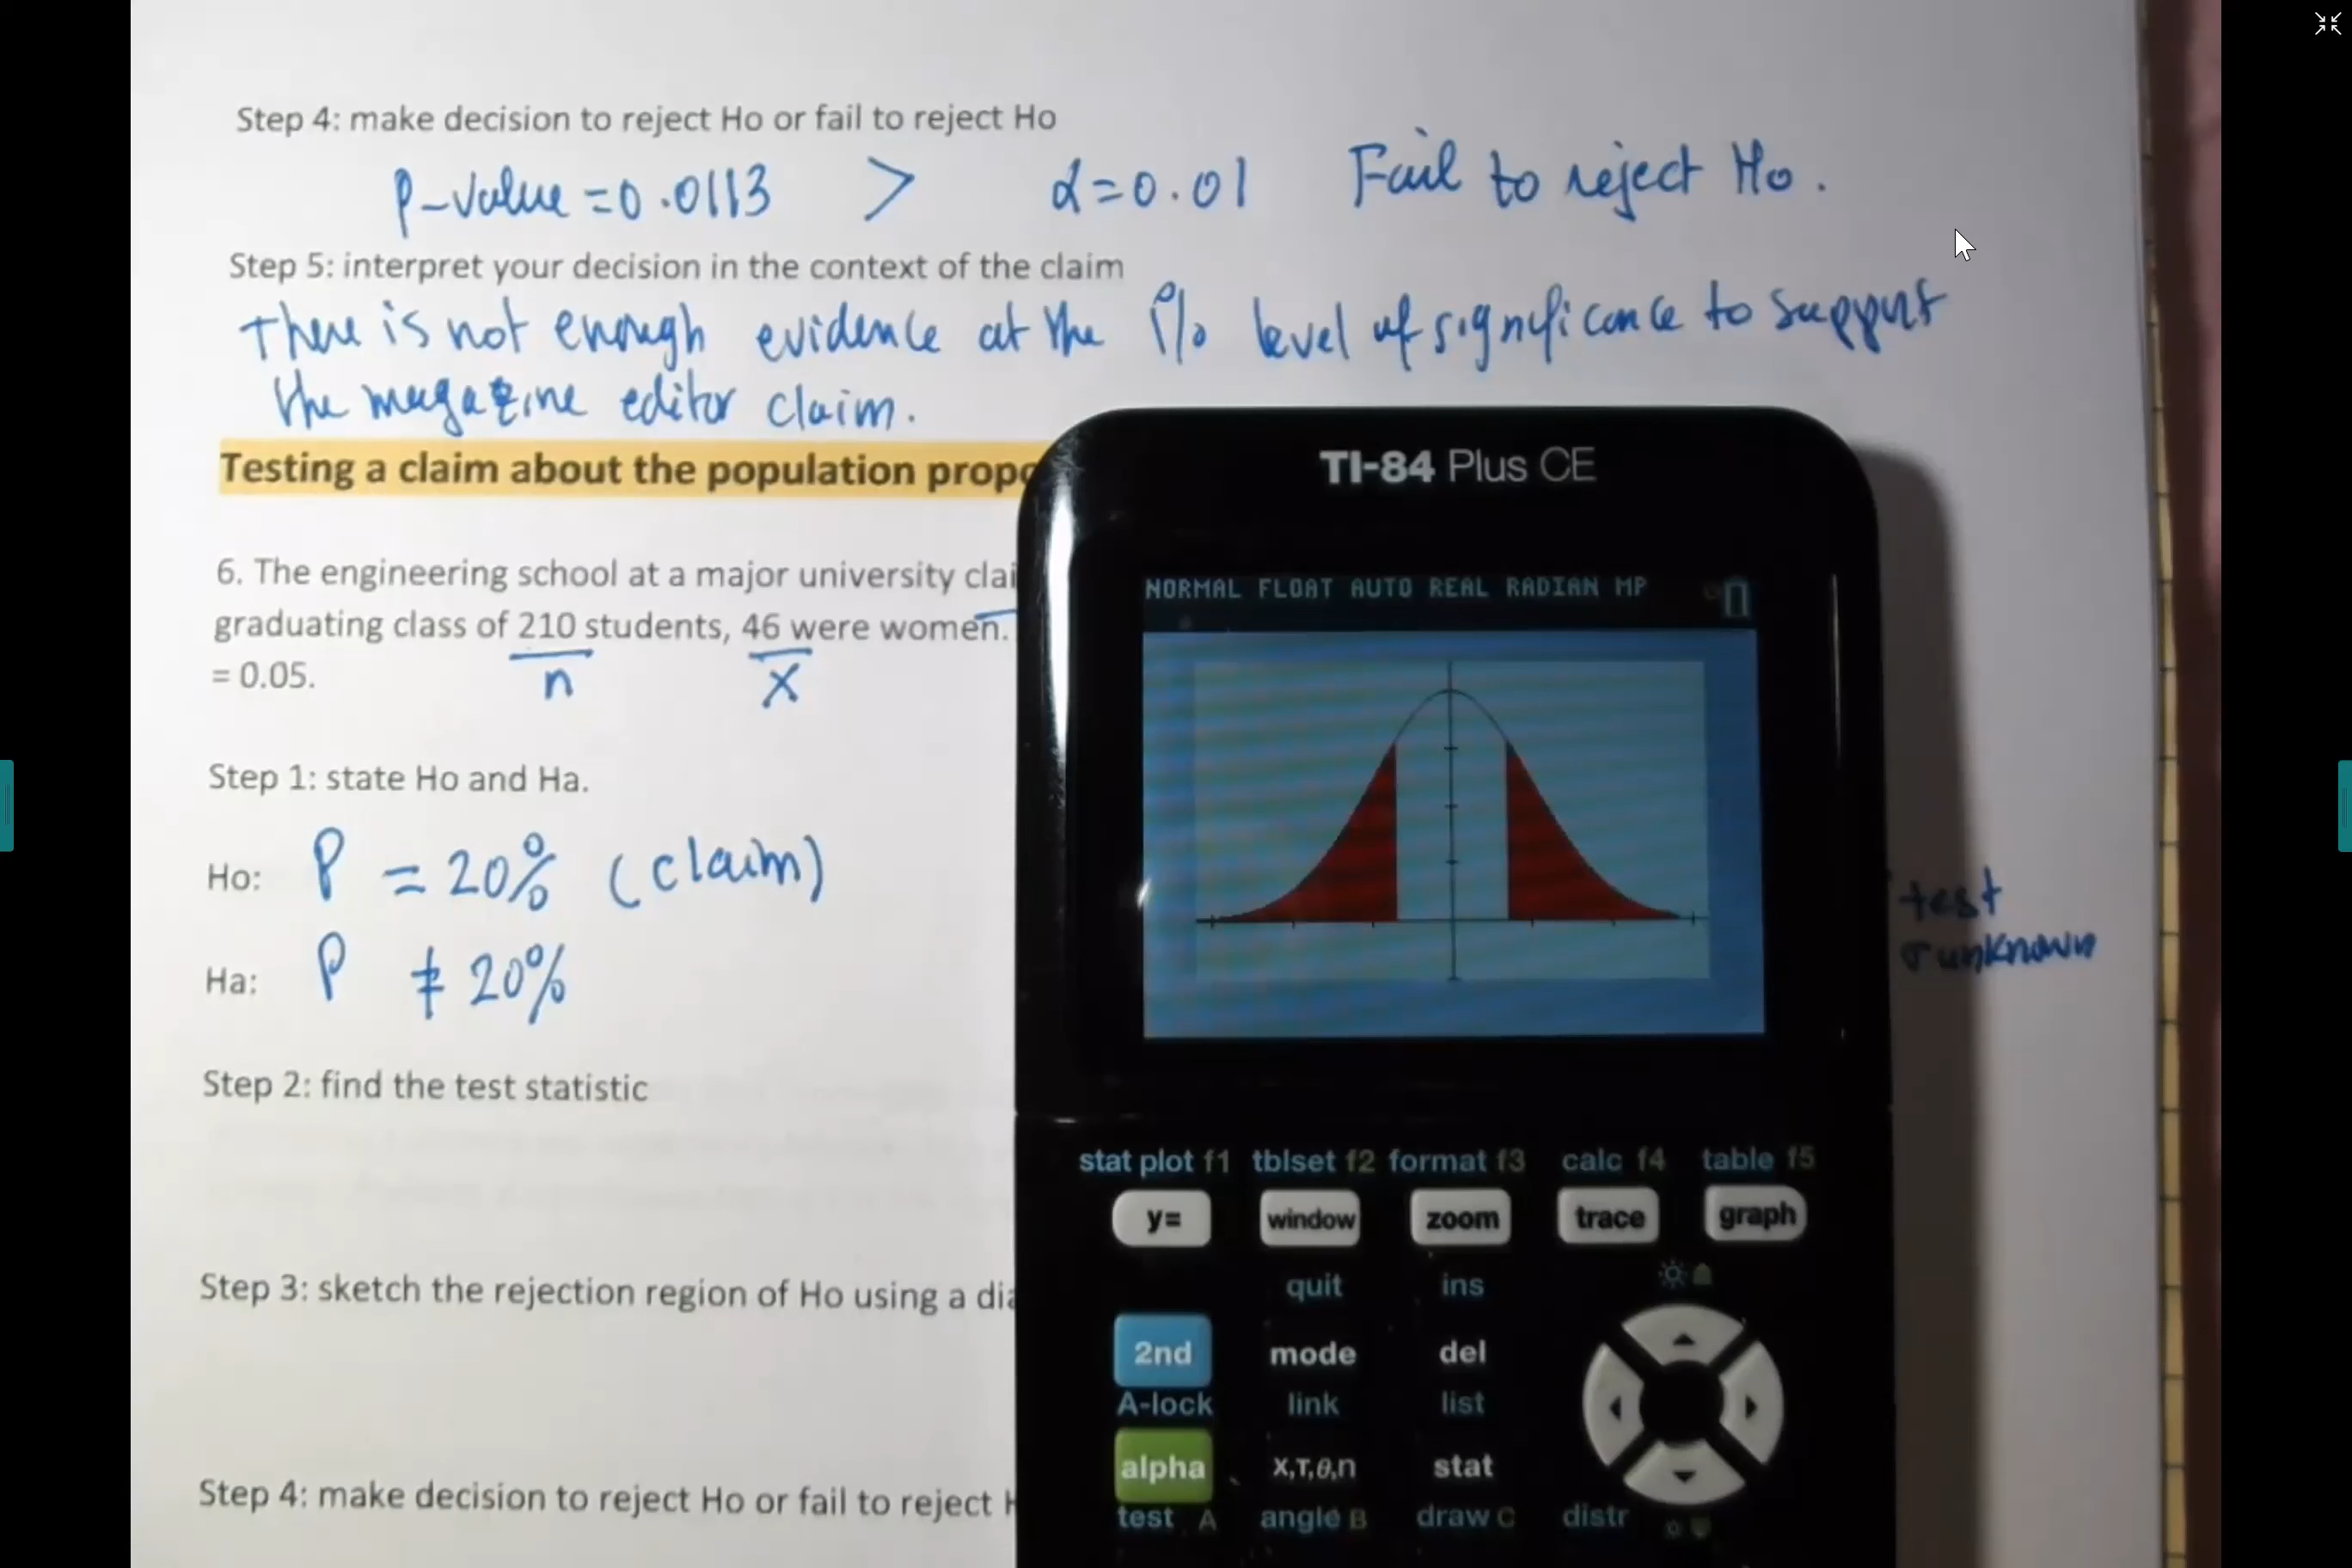 Step 4: make decision to reject Ho or fail to reject Ho
p-value = 0.0113 > α = 0.01 Fail to reject Ho.
Step 5: interpret your decision in the context of the claim
There is not enough evidence at the 1% level of significance to support
the magazine editor claim.
Testing a claim about the population propo
6. The engineering school at a major university clai
graduating class of 210 students, 46 were women.
n x
= 0.05.
Step 1: state Ho and Ha.
Ho: P = 20% (claim)
Ha: P ≠ 20%
test
σ unknown
Step 2: find the test statistic
Step 3: sketch the rejection region of Ho using a dia
Step 4: make decision to reject Ho or fail to reject H
TI-84 Plus CE
NORMAL FLOAT AUTO REAL RADIAN MP
stat plot f1 tblset f2 format f3 calc f4 table f5
y= window zoom trace graph
quit ins
2nd mode del
A-lock link list
alpha X,T,θ,n stat
test A angle B draw C distr